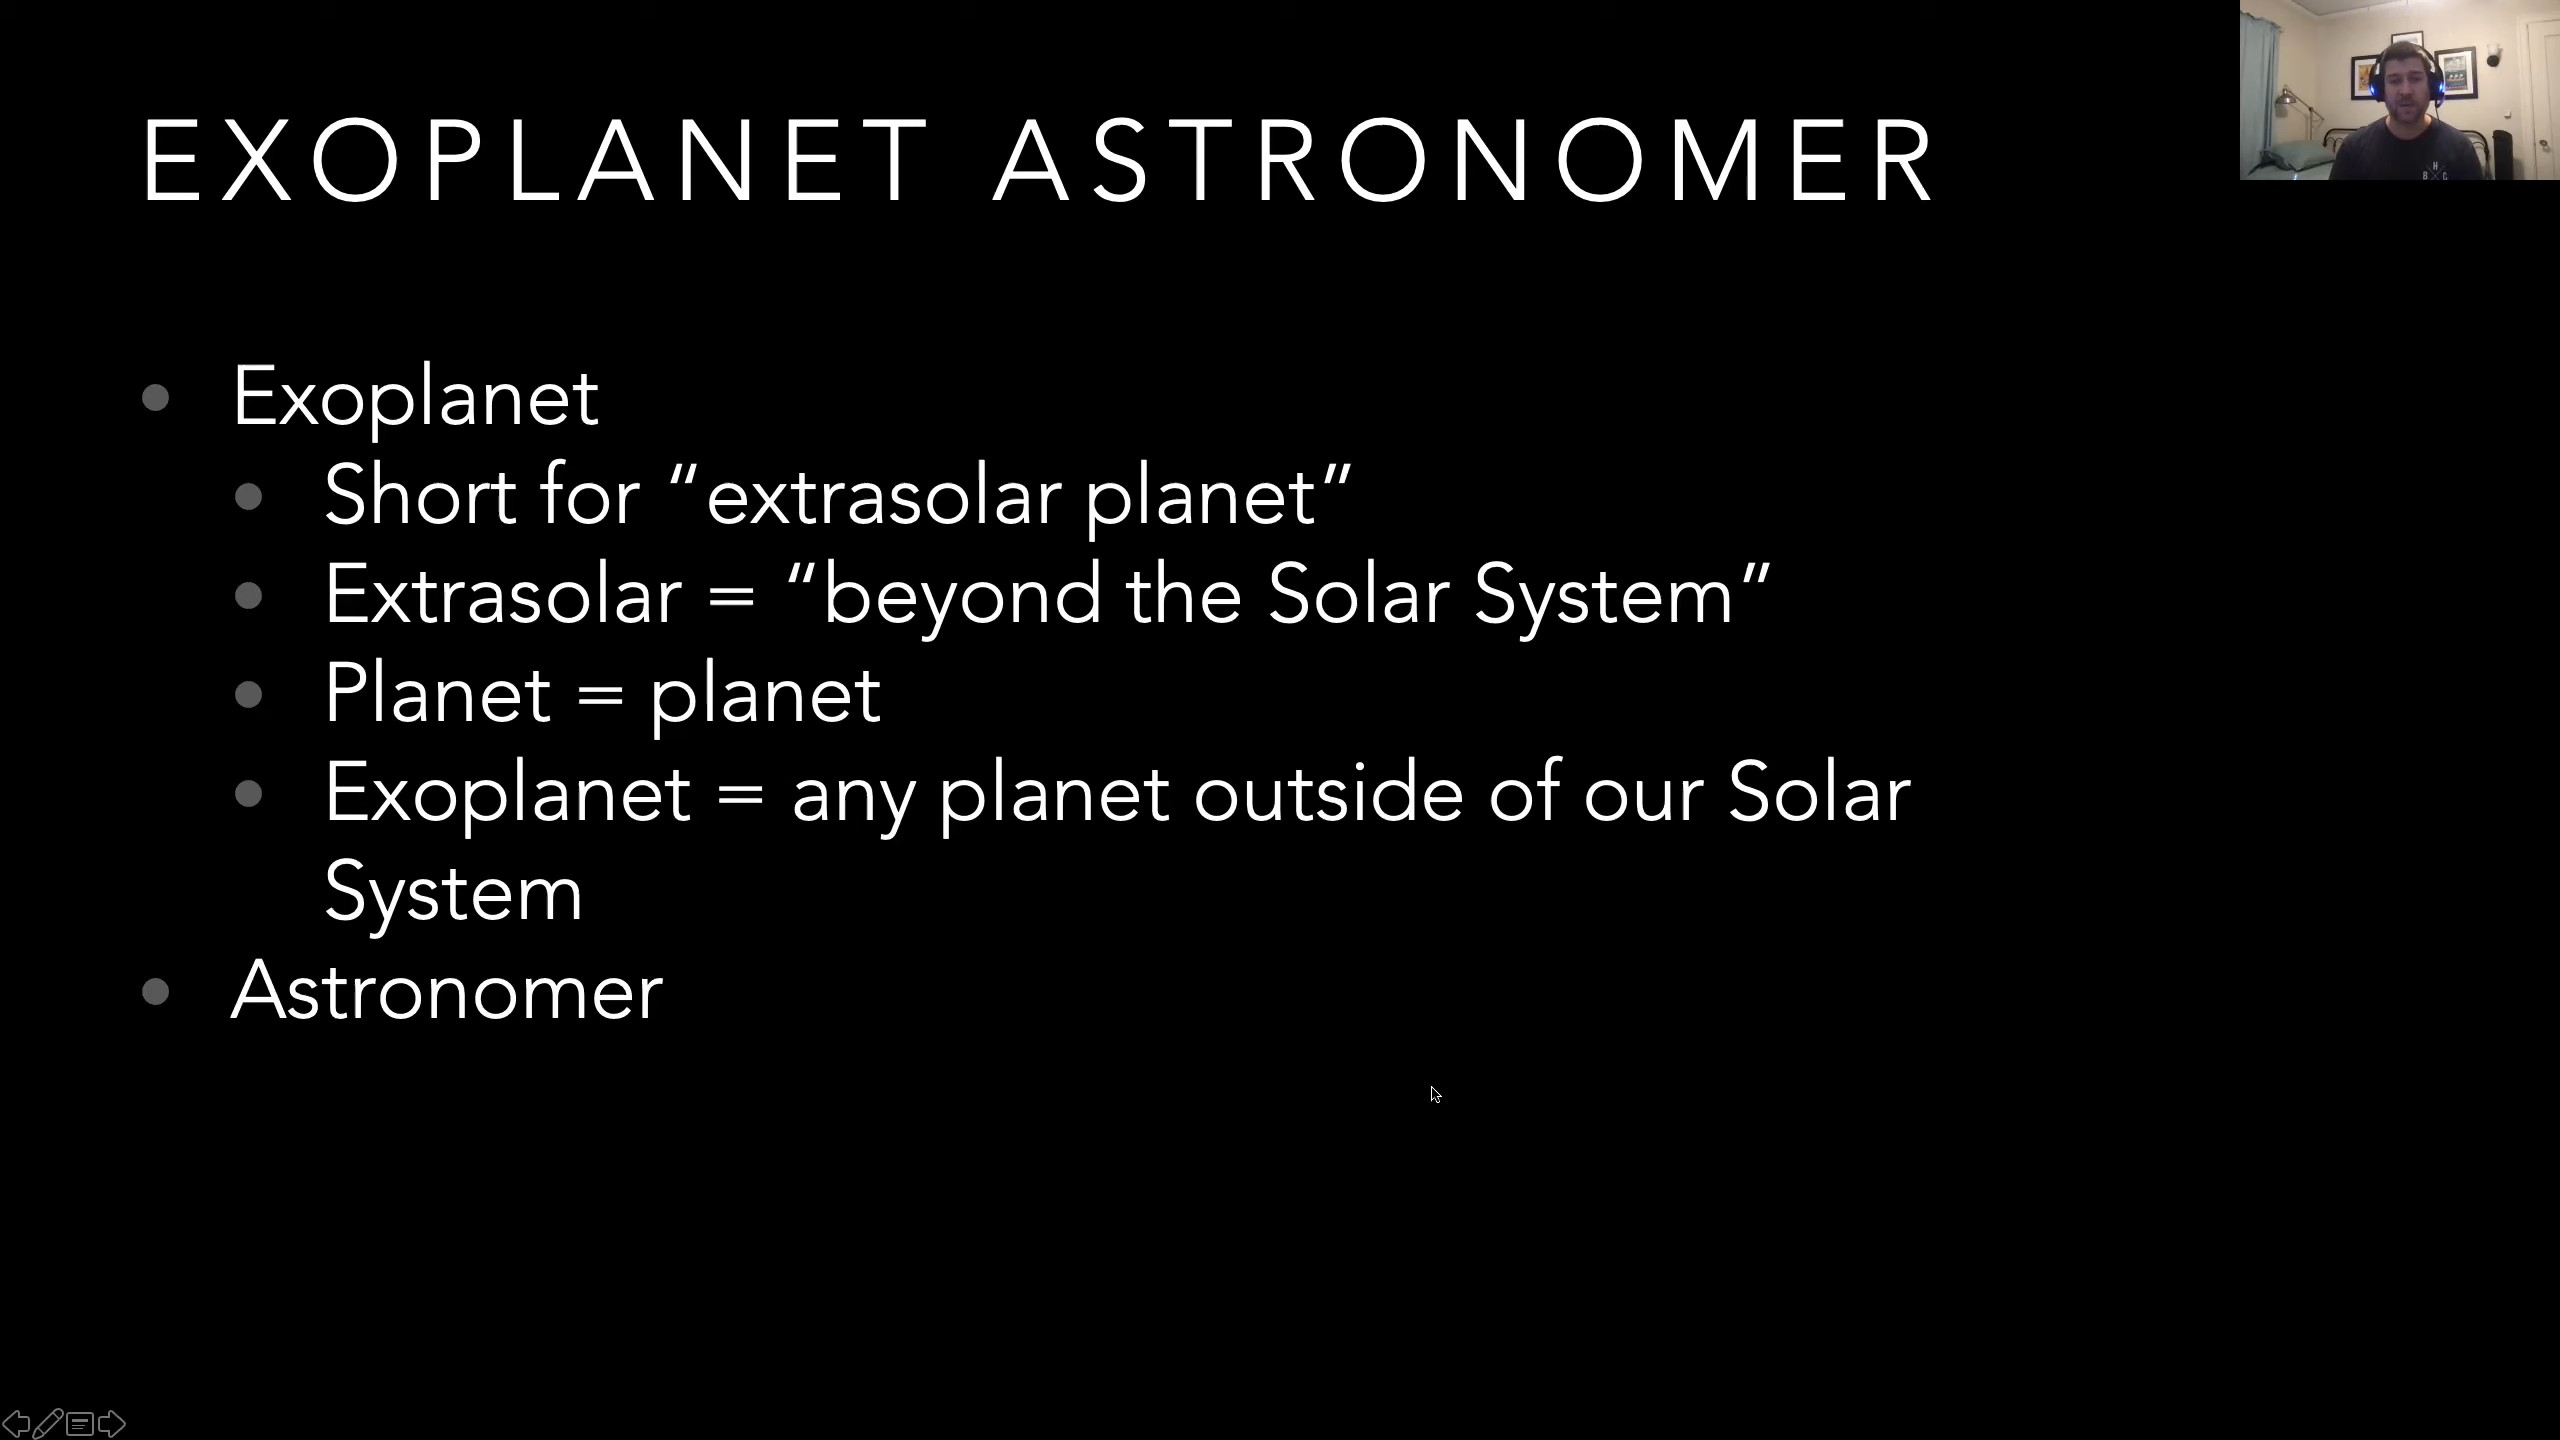 EXOPLANET ASTRONOMER
Exoplanet
Short for “extrasolar planet”
Extrasolar = “beyond the Solar System”
Planet = planet
Exoplanet = any planet outside of our Solar
System
Astronomer
H
B C